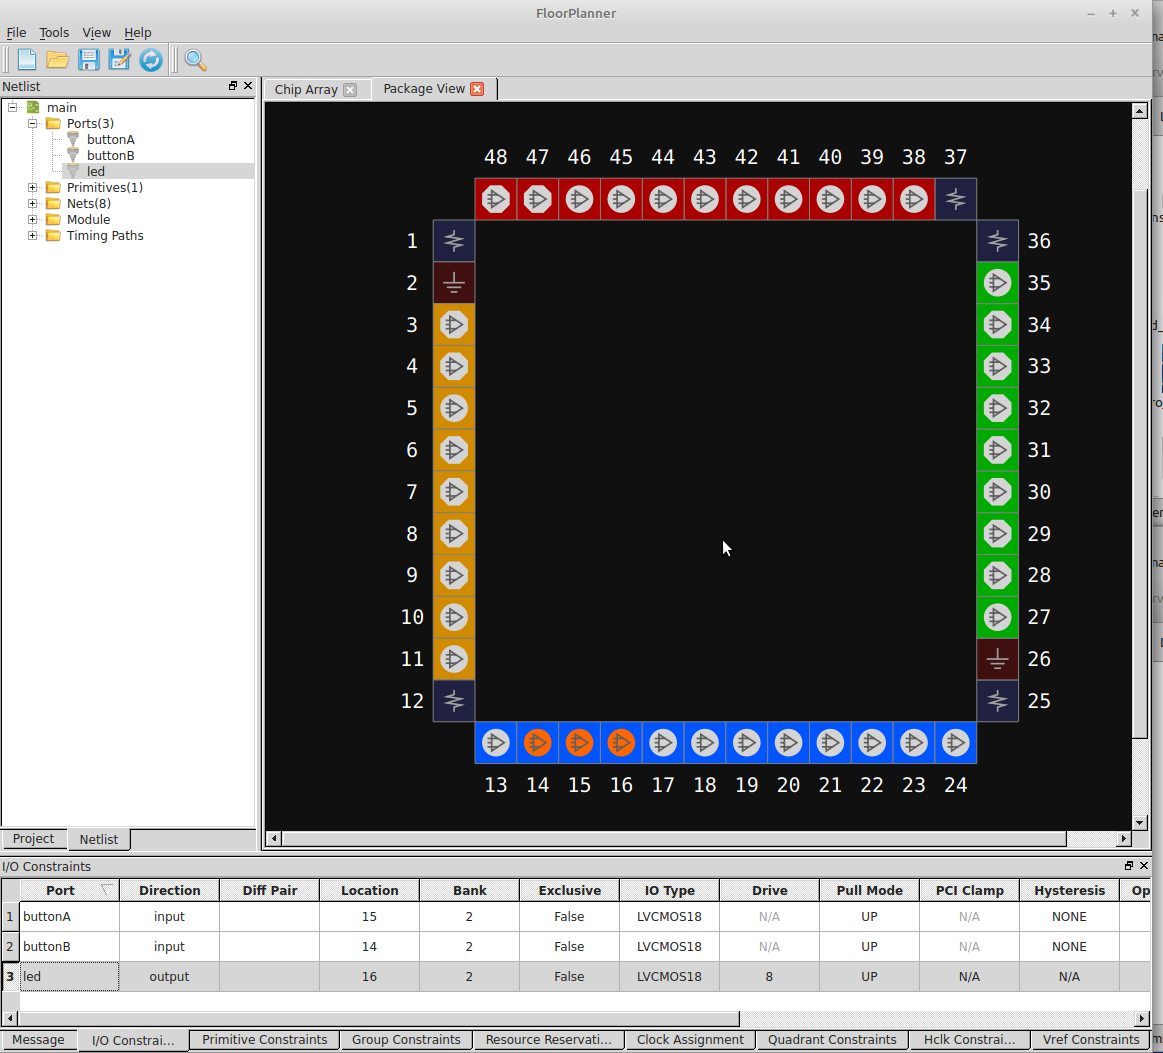 FloorPlanner
File Tools View Help
Netlist
main
Ports(3)
buttonA
buttonB
led
Primitives(1)
Nets(8)
Module
Timing Paths
Project Netlist
Chip Array Package View
48 47 46 45 44 43 42 41 40 39 38 37
1 36
2 35
3 34
4 33
5 32
6 31
7 30
8 29
9 28
10 27
11 26
12 25
13 14 15 16 17 18 19 20 21 22 23 24
I/O Constraints
Port Direction Diff Pair Location Bank Exclusive IO Type Drive Pull Mode PCI Clamp Hysteresis Op
1 buttonA input 15 2 False LVCMOS18 N/A UP N/A NONE
2 buttonB input 14 2 False LVCMOS18 N/A UP N/A NONE
3 led output 16 2 False LVCMOS18 8 UP N/A N/A
Message I/O Constrai... Primitive Constraints Group Constraints Resource Reservati... Clock Assignment Quadrant Constraints Hclk Constrai... Vref Constraints